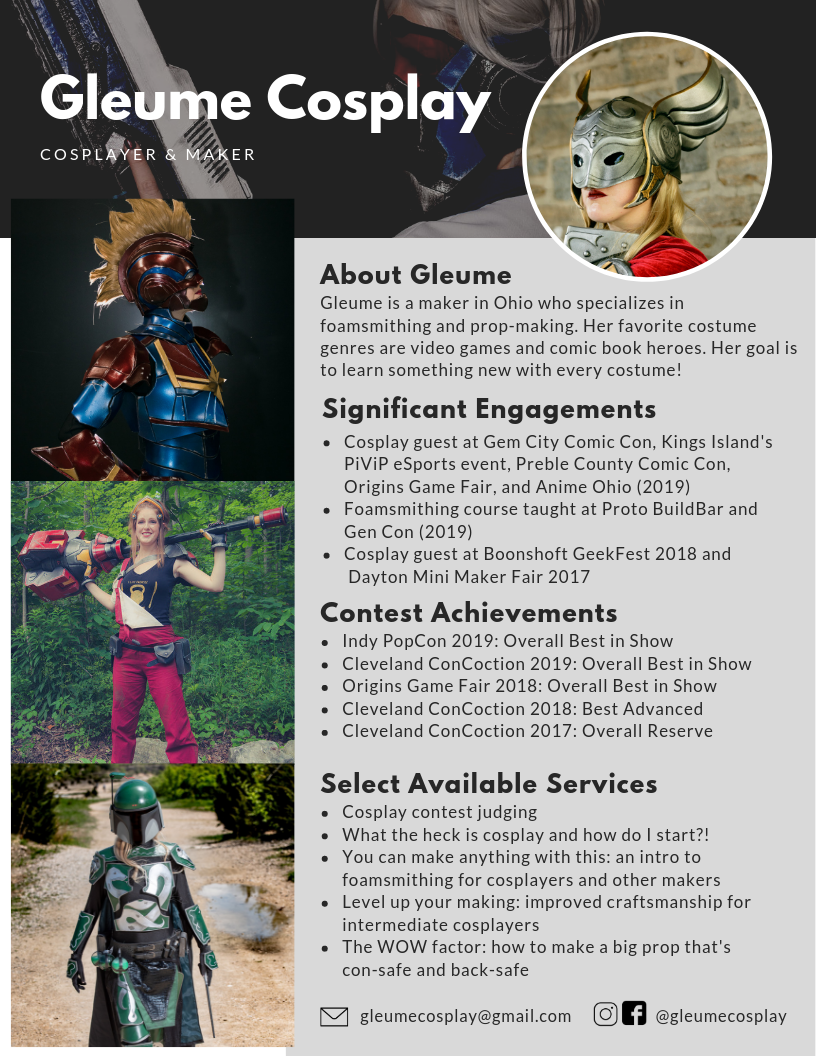 Gleume Cosplay
COSPLAYER & MAKER
About Gleume
Gleume is a maker in Ohio who specializes in
foamsmithing and prop-making. Her favorite costume
genres are video games and comic book heroes. Her goal is
to learn something new with every costume!
Significant Engagements
• Cosplay guest at Gem City Comic Con, Kings Island's
PiViP eSports event, Preble County Comic Con,
Origins Game Fair, and Anime Ohio (2019)
• Foamsmithing course taught at Proto BuildBar and
Gen Con (2019)
• Cosplay guest at Boonshoft GeekFest 2018 and
Dayton Mini Maker Fair 2017
Contest Achievements
• Indy PopCon 2019: Overall Best in Show
• Cleveland ConCoction 2019: Overall Best in Show
• Origins Game Fair 2018: Overall Best in Show
• Cleveland ConCoction 2018: Best Advanced
• Cleveland ConCoction 2017: Overall Reserve
Select Available Services
• Cosplay contest judging
• What the heck is cosplay and how do I start?!
• You can make anything with this: an intro to
foamsmithing for cosplayers and other makers
• Level up your making: improved craftsmanship for
intermediate cosplayers
• The WOW factor: how to make a big prop that's
con-safe and back-safe
gleumecosplay@gmail.com @gleumecosplay